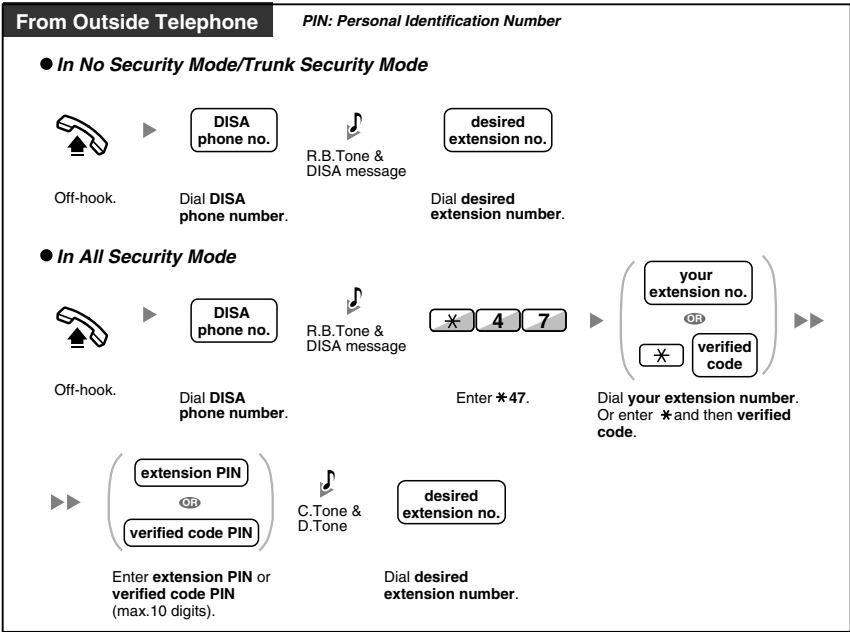 From Outside Telephone
PIN: Personal Identification Number
● In No Security Mode/Trunk Security Mode
DISA
phone no.
R.B.Tone &
DISA message
desired
extension no.
Off-hook.
Dial DISA
phone number.
Dial desired
extension number.
● In All Security Mode
DISA
phone no.
R.B.Tone &
DISA message
* 4 7
your
extension no.
OR
* verified
code
Off-hook.
Dial DISA
phone number.
Enter *47.
Dial your extension number.
Or enter * and then verified
code.
extension PIN
OR
verified code PIN
C.Tone &
D.Tone
desired
extension no.
Enter extension PIN or
verified code PIN
(max.10 digits).
Dial desired
extension number.